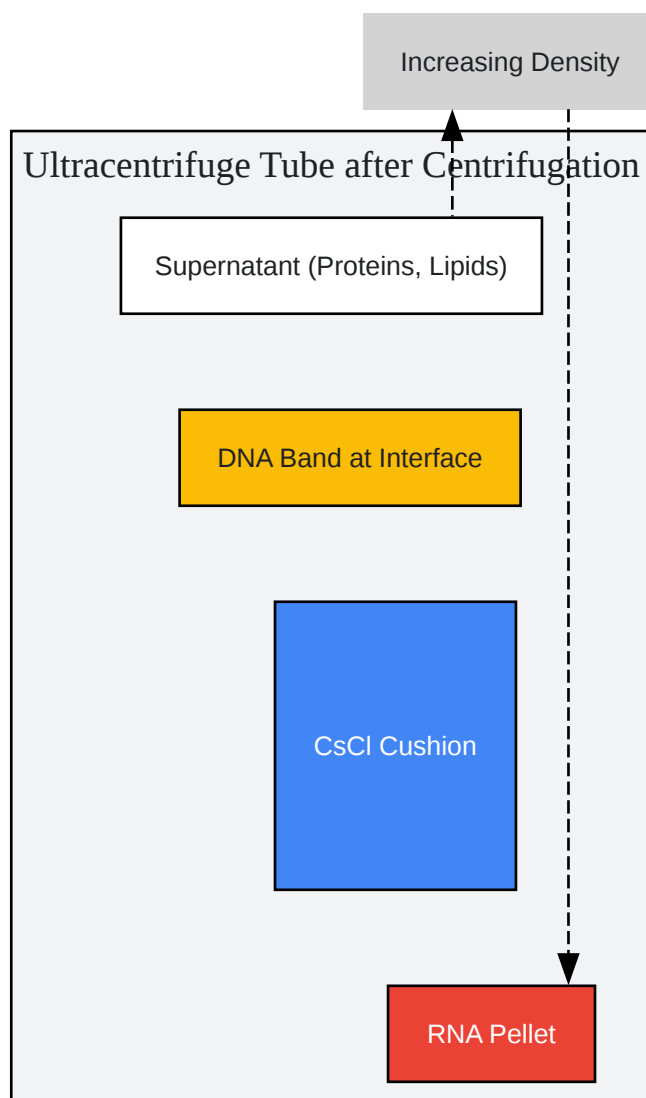 Increasing Density
Ultracentrifuge Tube after Centrifugation
Supernatant (Proteins, Lipids)
DNA Band at Interface
CsCl Cushion
RNA Pellet